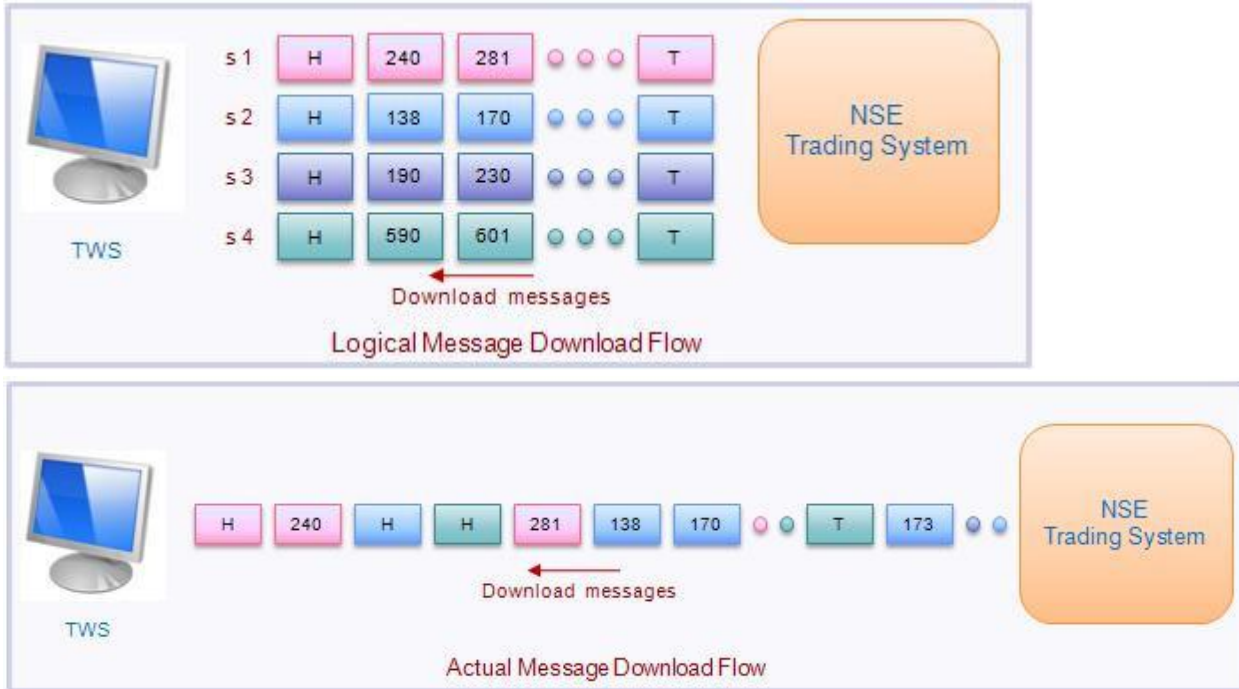 s 1 H 240 281 T
s 2 H 138 170 T
s 3 H 190 230 T
s 4 H 590 601 T
TWS
NSE
Trading System
Download messages
Logical Message Download Flow
H 240 H H 281 138 170 T 173
NSE
Trading System
Download messages
TWS
Actual Message Download Flow